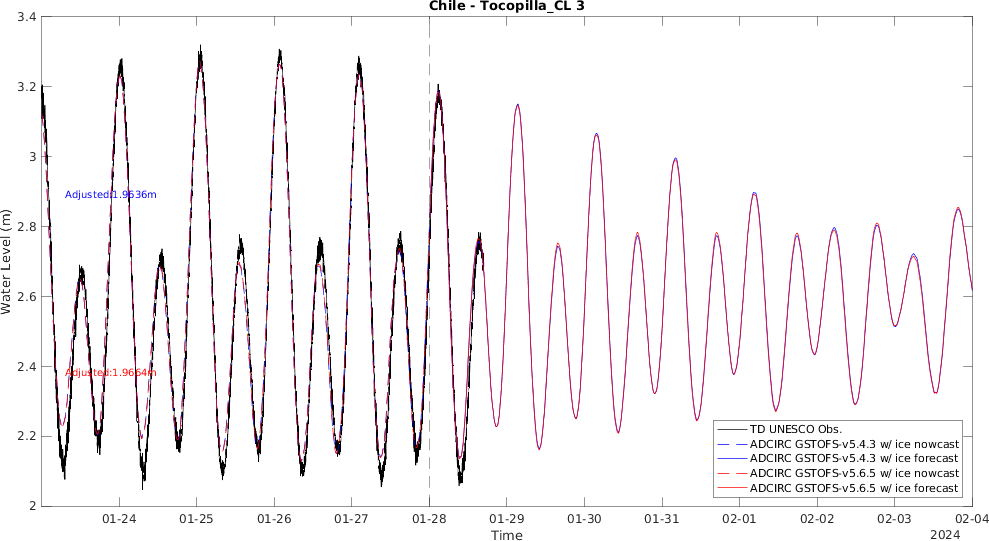 Chile - Tocopilla_CL 3
Water Level (m)
3.4
3.2
3
2.8
2.6
2.4
2.2
2
Adjusted:1.9636m
Adjusted:1.9664m
TD UNESCO Obs.
ADCIRC GSTOFS-v5.4.3 w/ ice nowcast
ADCIRC GSTOFS-v5.4.3 w/ ice forecast
ADCIRC GSTOFS-v5.6.5 w/ ice nowcast
ADCIRC GSTOFS-v5.6.5 w/ ice forecast
01-24 01-25 01-26 01-27 01-28 01-29 01-30 01-31 02-01 02-02 02-03 02-04
Time
2024